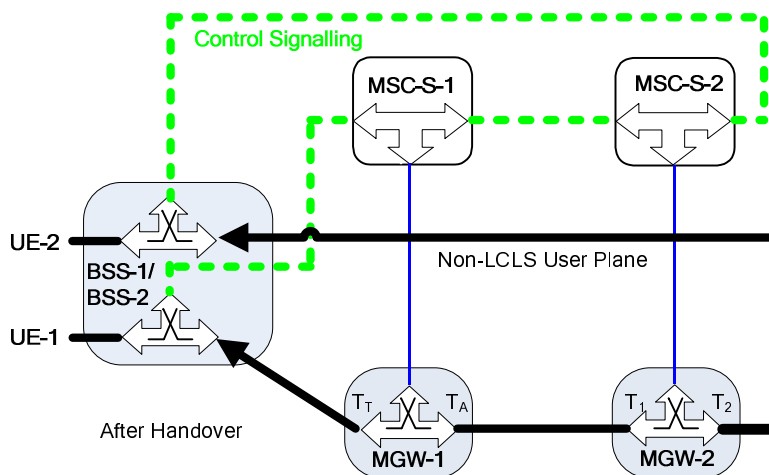 Control Signalling
MSC-S-1
MSC-S-2
UE-2
Non-LCLS User Plane
BSS-1/
BSS-2
UE-1
TT
TA
T1
T2
After Handover
MGW-1
MGW-2